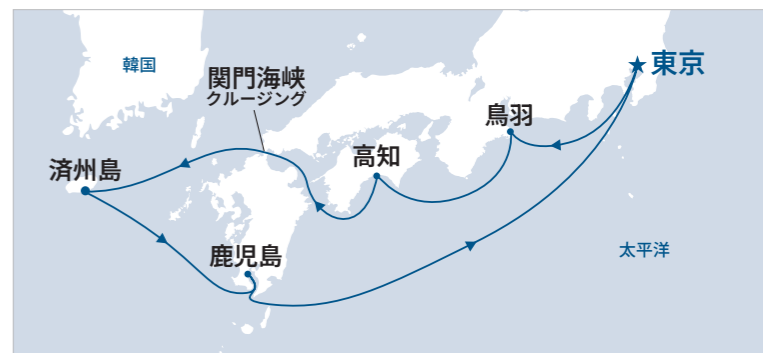 韓国
関門海峡
クルージング
★東京
鳥羽
高知
済州島
鹿児島
太平洋